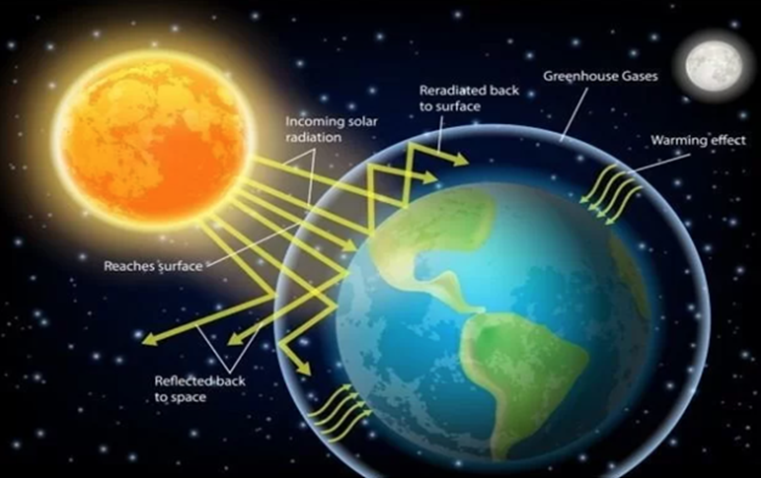 Greenhouse Gases
Reradiated back
to surface
Incoming solar
radiation
Warming effect
Reaches surface
Reflected back
to space